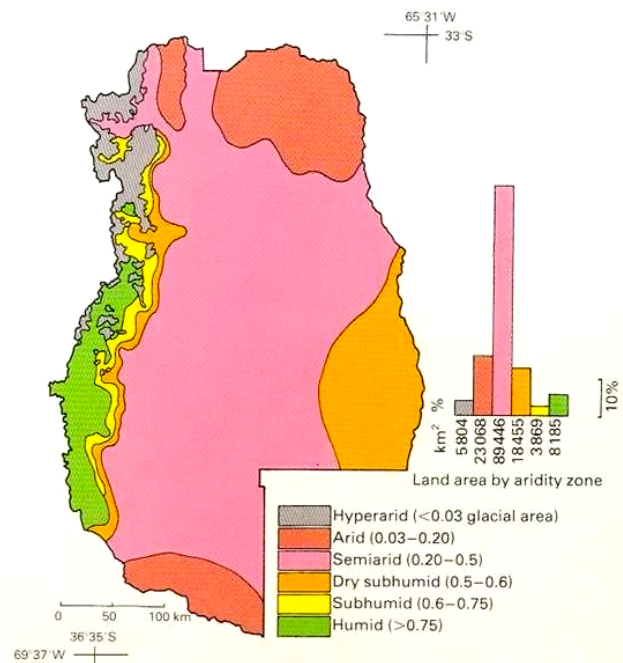 65°31'W
33°S
10%
km² %
5804
23068
89446
18455
3869
8185
Land area by aridity zone
Hyperarid (<0.03 glacial area)
Arid (0.03–0.20)
Semiarid (0.20–0.5)
Dry subhumid (0.5–0.6)
Subhumid (0.6–0.75)
Humid (>0.75)
0 50 100 km
36°35'S
69°37'W